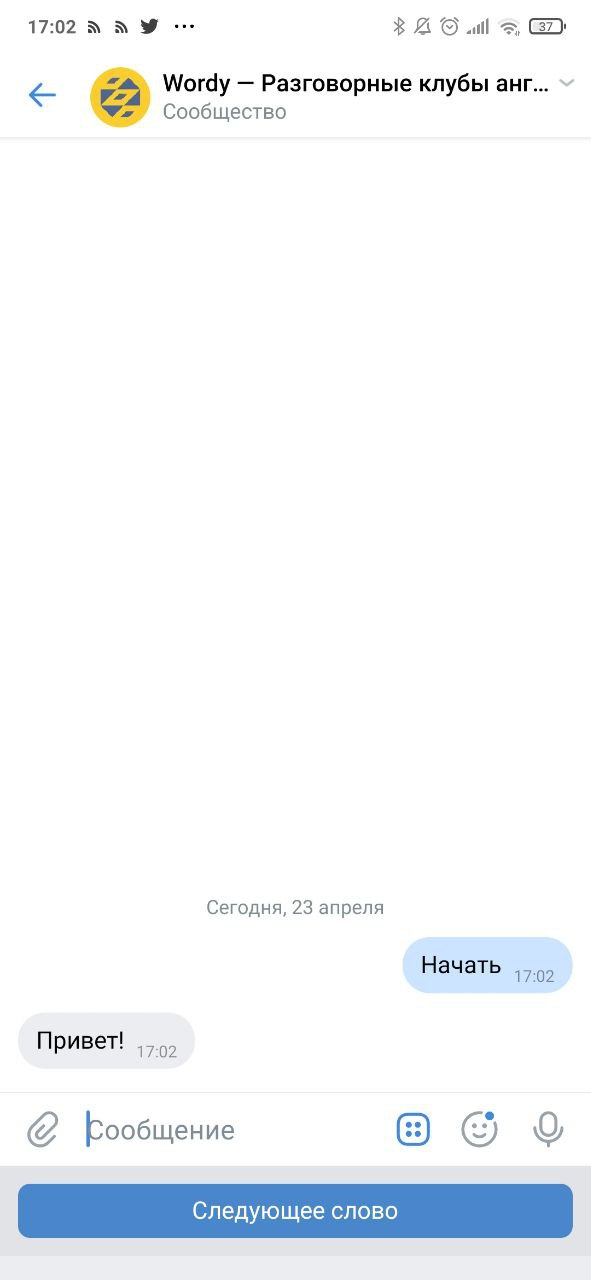 17:02
37
Wordy — Разговорные клубы анг...
Сообщество
Сегодня, 23 апреля
Начать 17:02
Привет! 17:02
Сообщение
Следующее слово